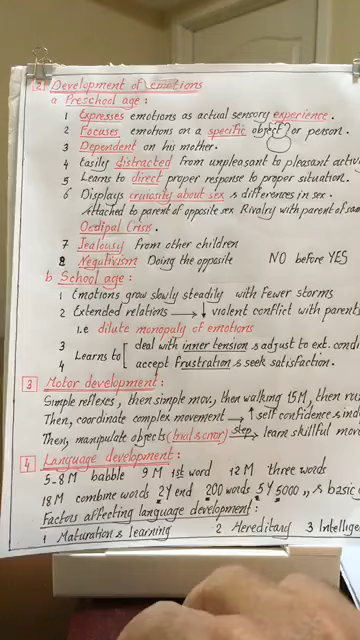 2 Development of emotions
a Preschool age :
1 Expresses emotions as actual sensory experience.
2 Focuses emotions on a specific object or person.
3 Dependent on his mother.
4 Easily distracted from unpleasant to pleasant activ
5 Learns to direct proper response to proper situation.
6 Displays curiosity about sex & differences in sex.
Attached to parent of opposite sex Rivalry with parent of sam
Oedipal Crisis.
7 Jealousy From other children
8 Negativism Doing the opposite NO before YES
b School age :
1 Emotions grow slowly steadily with fewer storms
2 Extended relations → ↓ violent conflict with parents
i.e dilute monopoly of emotions
3 deal with inner tension & adjust to ext. condi
Learns to
4 accept frustration & seek satisfaction.
3 Motor development :
Simple reflexes, then simple mov., then walking 15M, then ru
Then, coordinate complex movement → ↑ self confidence & ind
Then, manipulate objects (trial & error) step → learn skillful mov
4 Language development :
5-8M babble 9M 1st word 12M three words
18M combine words 2Y end 200 words 5Y 5000 ,, & basic
Factors affecting language development :
1 Maturation & learning 2 Hereditary 3 Intellige